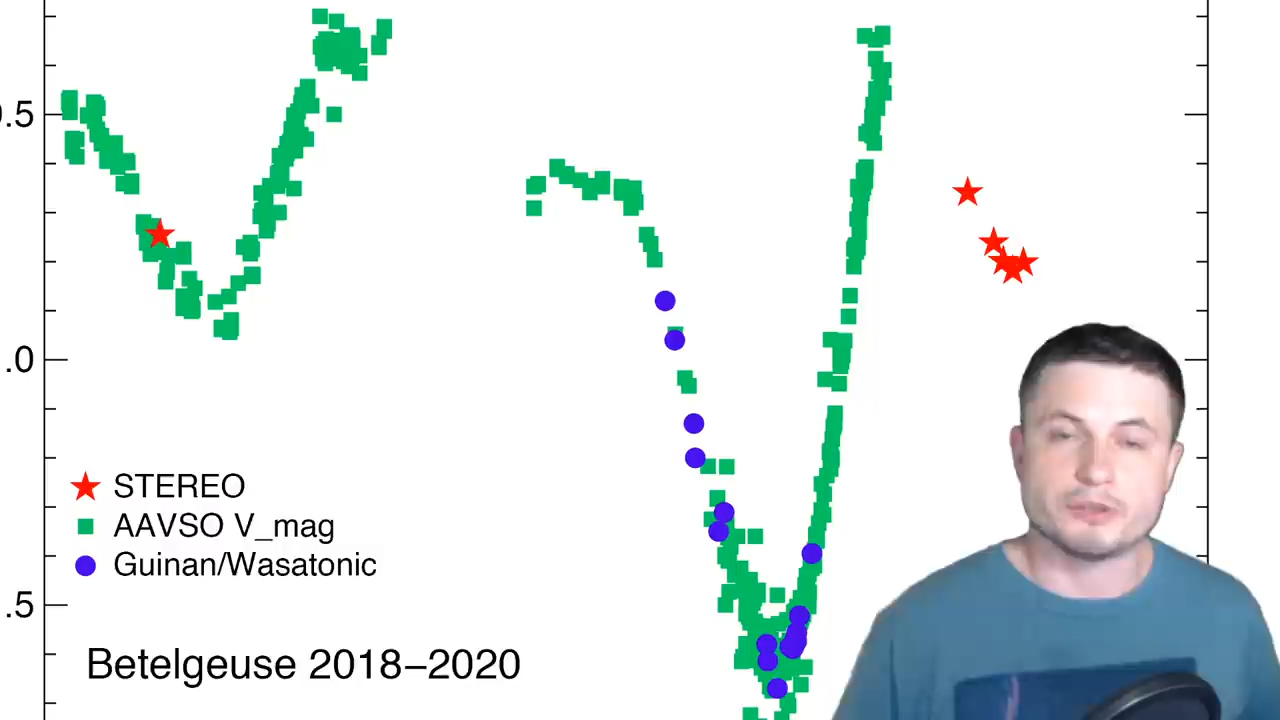 .5
.0
STEREO
AAVSO V_mag
Guinan/Wasatonic
.5
Betelgeuse 2018–2020